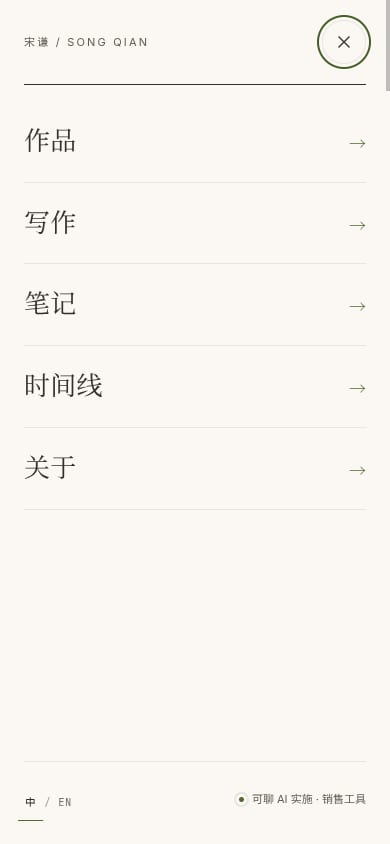 宋谦 / SONG QIAN
作品 →
写作 →
笔记 →
时间线 →
关于 →
中 / EN
可聊 AI 实施 · 销售工具